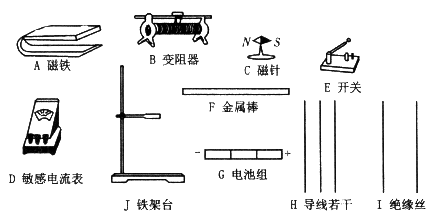 N S
A 磁铁
B 变阻器
C 磁针
E 开关
F 金属棒
D 敏感电流表
- +
G 电池组
J 铁架台
H 导线若干
I 绝缘丝